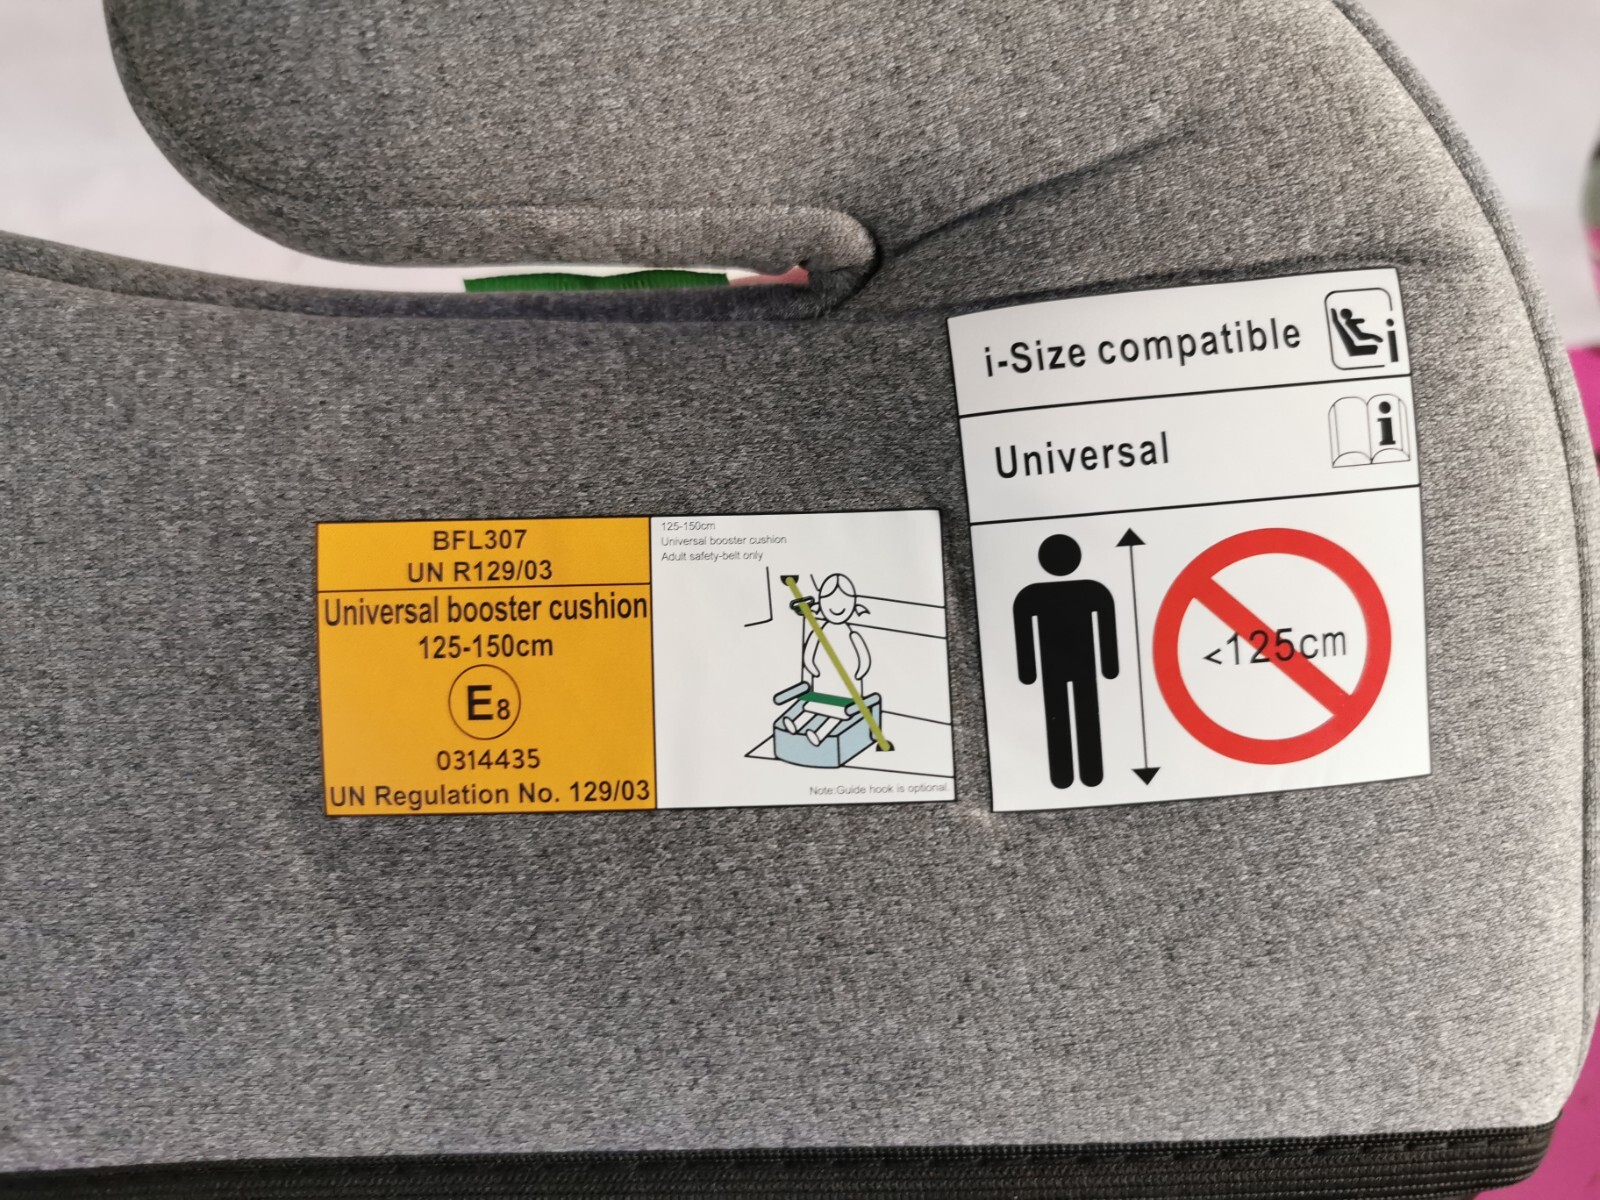 i-Size compatible
i
Universal
i
<125cm
BFL307
UN R129/03
Universal booster cushion
125-150cm
E8
0314435
UN Regulation No. 129/03
125-150cm
Universal booster cushion
Adult safety-belt only
Note:Guide hook is optional.